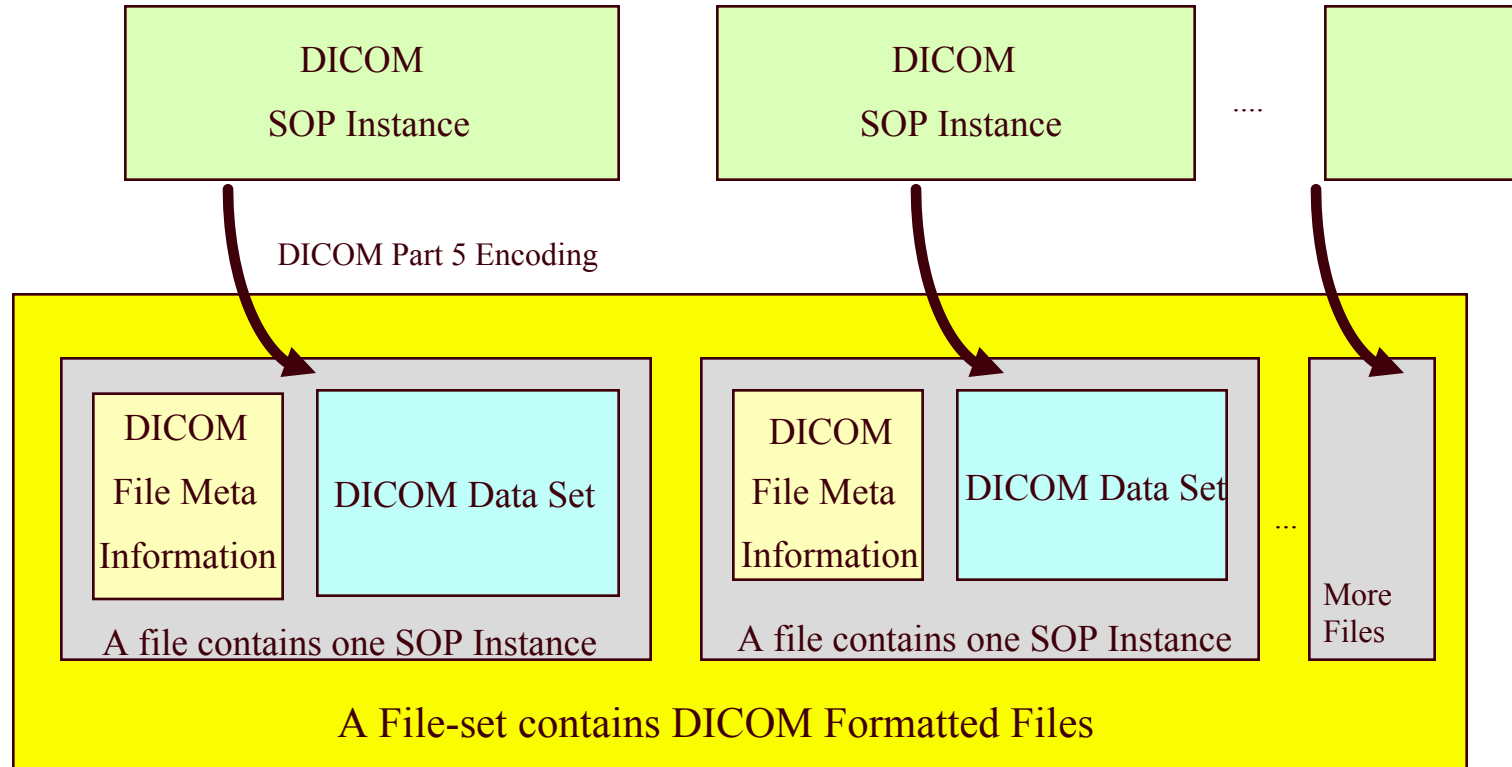 DICOM
SOP Instance
DICOM
SOP Instance
....
DICOM Part 5 Encoding
DICOM
File Meta
Information
DICOM Data Set
A file contains one SOP Instance
DICOM
File Meta
Information
DICOM Data Set
A file contains one SOP Instance
...
More
Files
A File-set contains DICOM Formatted Files